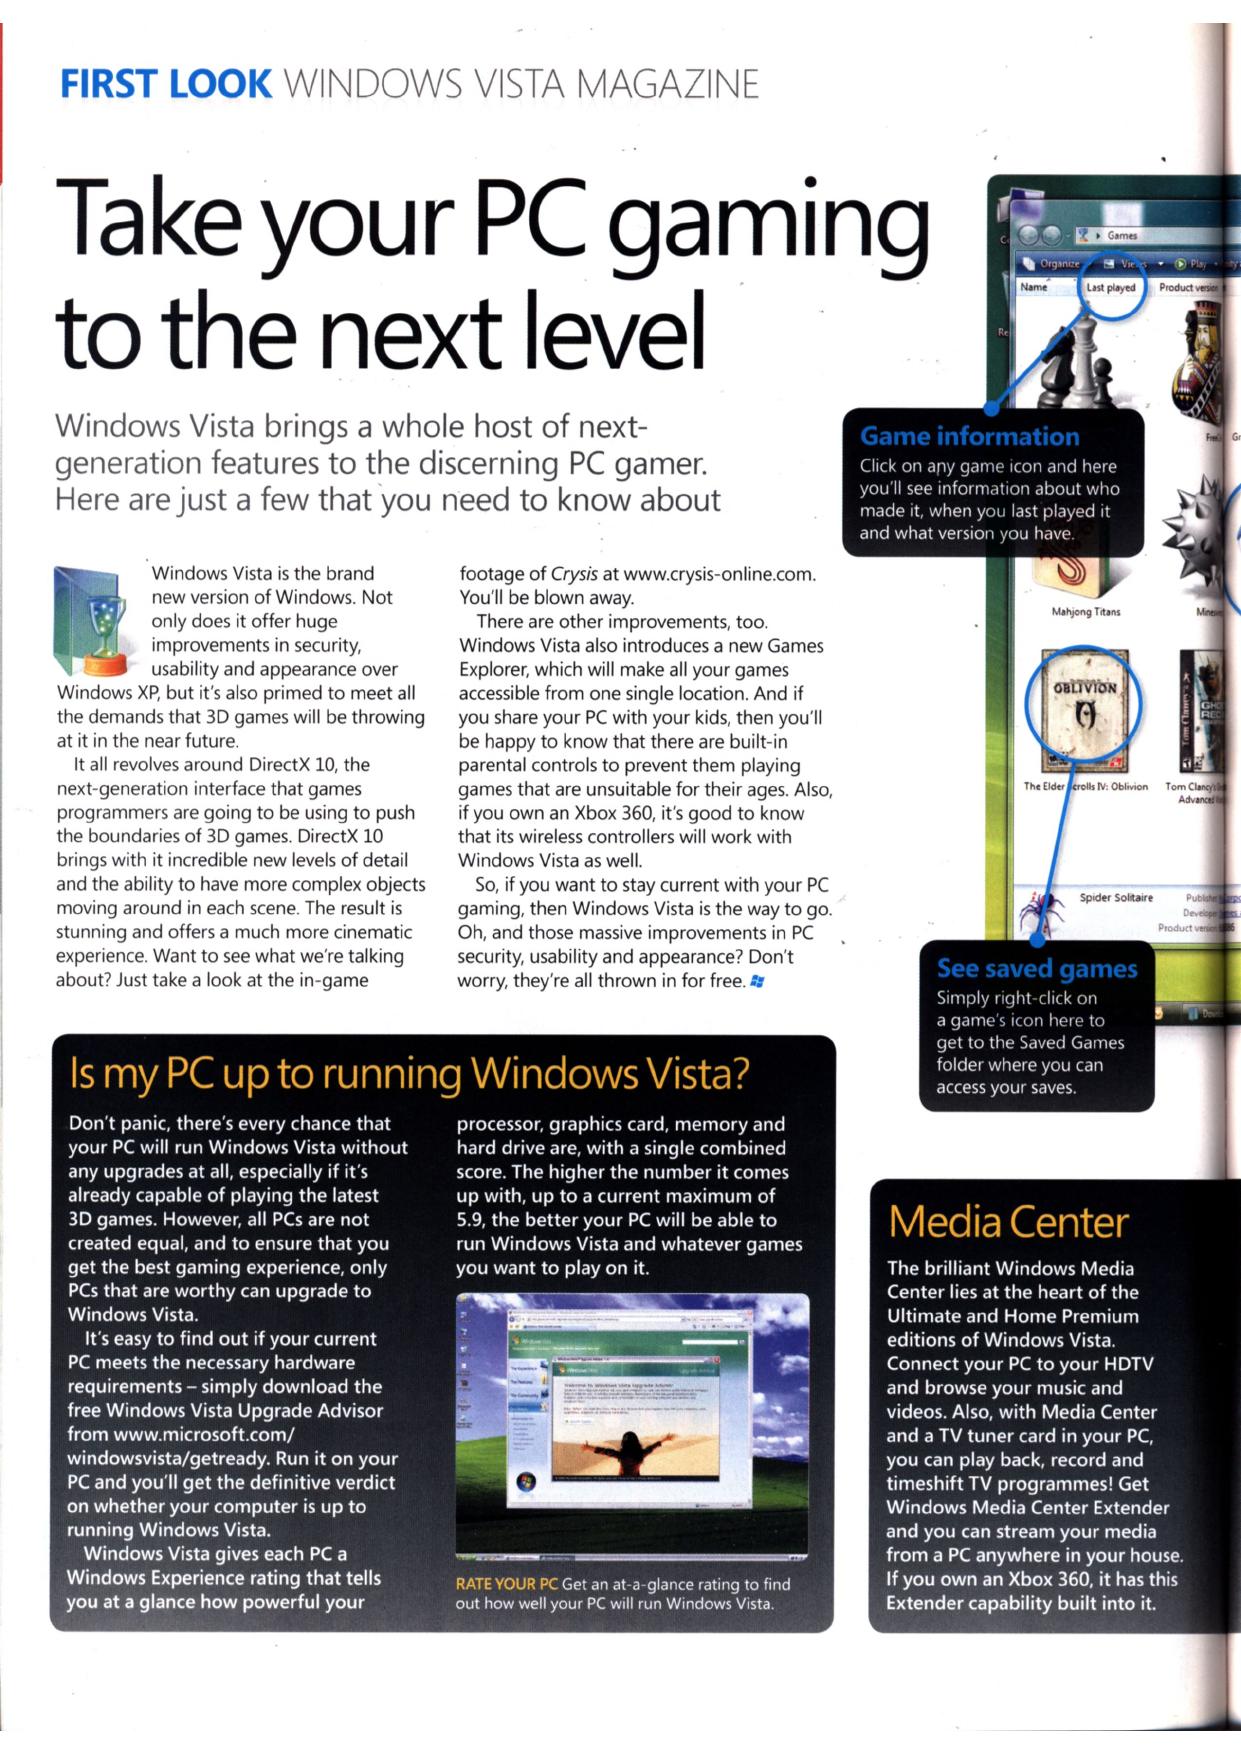 FIRST LOOK WINDOWS VISTA MAGAZINE
Take your PC gaming
to the next level
Windows Vista brings a whole host of next-
generation features to the discerning PC gamer.
Here are just a few that you need to know about
Windows Vista is the brand
new version of Windows. Not
only does it offer huge
improvements in security,
usability and appearance over
Windows XP, but it's also primed to meet all
the demands that 3D games will be throwing
at it in the near future.
It all revolves around DirectX 10, the
next-generation interface that games
programmers are going to be using to push
the boundaries of 3D games. DirectX 10
brings with it incredible new levels of detail
and the ability to have more complex objects
moving around in each scene. The result is
stunning and offers a much more cinematic
experience. Want to see what we're talking
about? Just take a look at the in-game
footage of Crysis at www.crysis-online.com.
You'll be blown away.
There are other improvements, too.
Windows Vista also introduces a new Games
Explorer, which will make all your games
accessible from one single location. And if
you share your PC with your kids, then you'll
be happy to know that there are built-in
parental controls to prevent them playing
games that are unsuitable for their ages. Also,
if you own an Xbox 360, it's good to know
that its wireless controllers will work with
Windows Vista as well.
So, if you want to stay current with your PC
gaming, then Windows Vista is the way to go.
Oh, and those massive improvements in PC
security, usability and appearance? Don't
worry, they're all thrown in for free.
Games
Organize Views Play
Name Last played Product version
Game information
Click on any game icon and here
you'll see information about who
made it, when you last played it
and what version you have.
Mahjong Titans
OBLIVION
The Elder Scrolls IV: Oblivion
Tom Clancy's
Advanced
Spider Solitaire
Product version
See saved games
Simply right-click on
a game's icon here to
get to the Saved Games
folder where you can
access your saves.
Is my PC up to running Windows Vista?
Don't panic, there's every chance that
your PC will run Windows Vista without
any upgrades at all, especially if it's
already capable of playing the latest
3D games. However, all PCs are not
created equal, and to ensure that you
get the best gaming experience, only
PCs that are worthy can upgrade to
Windows Vista.
It's easy to find out if your current
PC meets the necessary hardware
requirements – simply download the
free Windows Vista Upgrade Advisor
from www.microsoft.com/
windowsvista/getready. Run it on your
PC and you'll get the definitive verdict
on whether your computer is up to
running Windows Vista.
Windows Vista gives each PC a
Windows Experience rating that tells
you at a glance how powerful your
processor, graphics card, memory and
hard drive are, with a single combined
score. The higher the number it comes
up with, up to a current maximum of
5.9, the better your PC will be able to
run Windows Vista and whatever games
you want to play on it.
RATE YOUR PC Get an at-a-glance rating to find
out how well your PC will run Windows Vista.
Media Center
The brilliant Windows Media
Center lies at the heart of the
Ultimate and Home Premium
editions of Windows Vista.
Connect your PC to your HDTV
and browse your music and
videos. Also, with Media Center
and a TV tuner card in your PC,
you can play back, record and
timeshift TV programmes! Get
Windows Media Center Extender
and you can stream your media
from a PC anywhere in your house.
If you own an Xbox 360, it has this
Extender capability built into it.